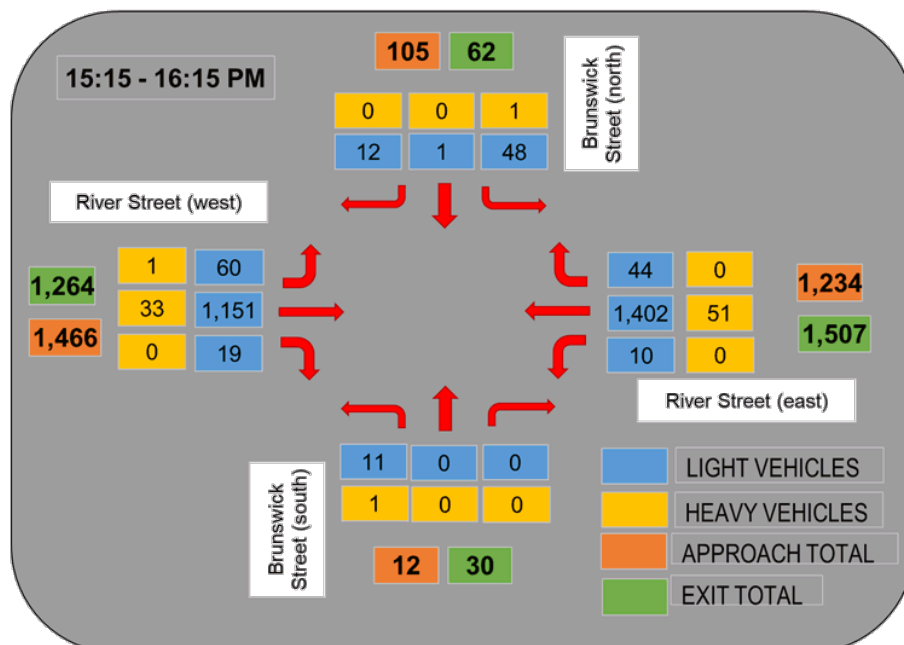 105 62
15:15 - 16:15 PM
0 0 1
12 1 48
Brunswick
Street (north)
River Street (west)
1,264
1,466
1 60
33 1,151
0 19
44 0
1,402 51
10 0
1,234
1,507
River Street (east)
Brunswick
Street (south)
11 0 0
1 0 0
12 30
LIGHT VEHICLES
HEAVY VEHICLES
APPROACH TOTAL
EXIT TOTAL